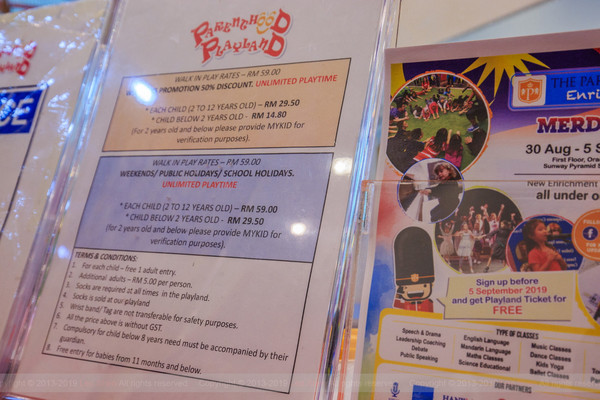 PARENTHOOD
PLAYLAND
WALK IN PLAY RATES – RM 59.00
PROMOTION 50% DISCOUNT. UNLIMITED PLAYTIME
* EACH CHILD (2 TO 12 YEARS OLD) – RM 29.50
* CHILD BELOW 2 YEARS OLD - RM 14.80
(For 2 years old and below please provide MYKID for
verification purposes).
WALK IN PLAY RATES – PM 59.00
WEEKENDS/ PUBLIC HOLIDAYS/ SCHOOL HOLIDAYS.
UNLIMITED PLAYTIME
* EACH CHILD (2 TO 12 YEARS OLD) – RM 59.00
* CHILD BELOW 2 YEARS OLD - RM 29.50
(For 2 years old and below please provide MYKID for
verification purposes).
TERMS & CONDITIONS:
1. For each child – free 1 adult entry.
2. Additional adults – RM 5.00 per person.
3. Socks are required at all times in the playland.
4. Socks is sold at our playland
5. Wrist band/ Tag are not transferable for safety purposes.
6. All the price above is without GST.
7. Compulsory for child below 8 years need must be accompanied by their
guardian.
8. Free entry for babies from 11 months and below.
THE PAR
Enri
MERD
30 Aug - 5 S
First Floor, Ora
Sunway Pyramid S
New Enrichment
all under o
FOLLOW
Sign up before
5 September 2019
and get Playland Ticket for
FREE
TYPE OF CLASSES
Speech & Drama
Leadership Coaching
Debate
Public Speaking
English Classes
Mandarin Language
Maths Classes
Science Educational
Music Classes
Dance Classes
Kids Yoga
Ballet Classes
OUR PARTNERS